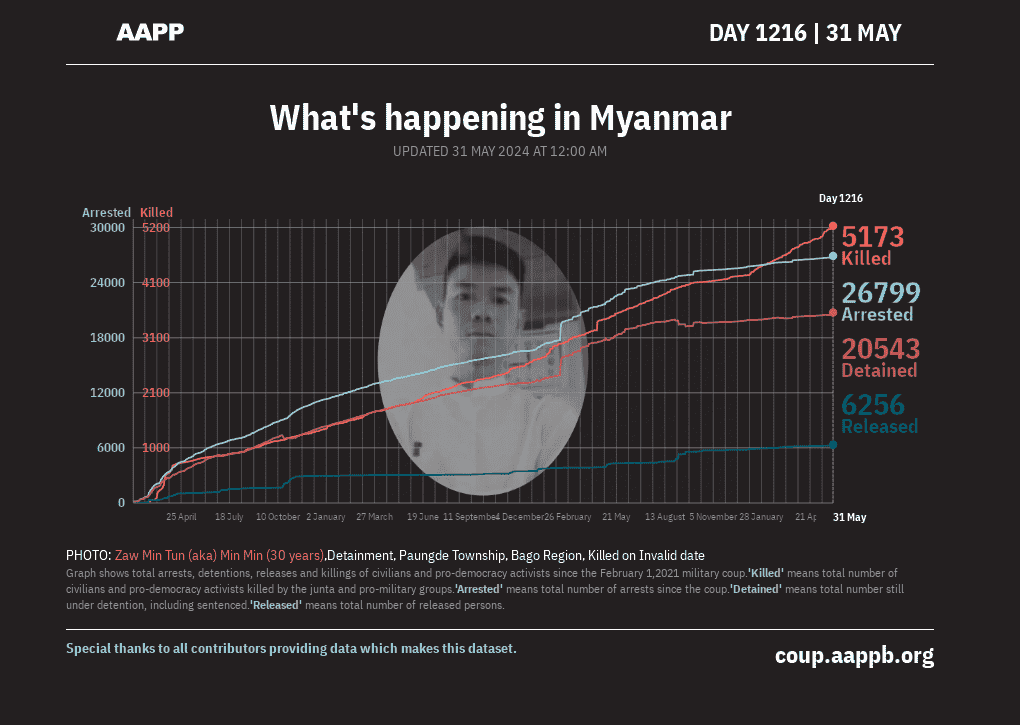 AAPP
DAY 1216 | 31 MAY
What's happening in Myanmar
UPDATED 31 MAY 2024 AT 12:00 AM
Day 1216
Arrested Killed
30000 5200
24000 4100
18000 3100
12000 2100
6000 1000
0
5173
Killed
26799
Arrested
20543
Detained
6256
Released
25 April 18 July 10 October 2 January 27 March 19 June 11 September 4 December 26 February 21 May 13 August 5 November 28 January 21 Ap 31 May
PHOTO: Zaw Min Tun (aka) Min Min (30 years),Detainment, Paungde Township, Bago Region, Killed on Invalid date
Graph shows total arrests, detentions, releases and killings of civilians and pro-democracy activists since the February 1,2021 military coup.'Killed' means total number of
civilians and pro-democracy activists killed by the junta and pro-military groups.'Arrested' means total number of arrests since the coup.'Detained' means total number still
under detention, including sentenced.'Released' means total number of released persons.
Special thanks to all contributors providing data which makes this dataset.
coup.aappb.org